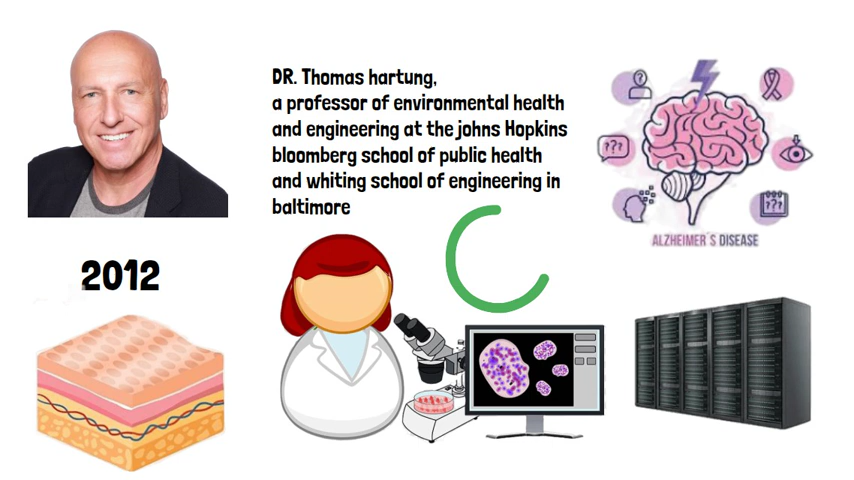 DR. Thomas hartung,
a professor of environmental health
and engineering at the johns Hopkins
bloomberg school of public health
and whiting school of engineering in
baltimore
?
???
???
ALZHEIMER'S DISEASE
2012